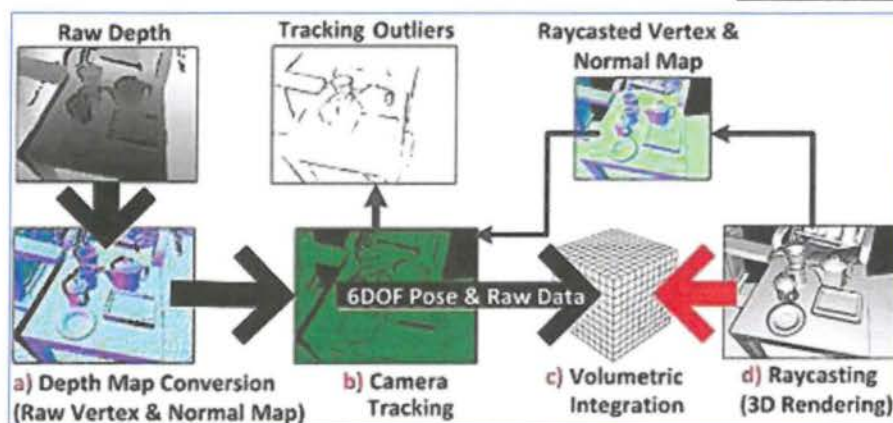 Raw Depth
Tracking Outliers
Raycasted Vertex &
Normal Map
6DOF Pose & Raw Data
a) Depth Map Conversion
(Raw Vertex & Normal Map)
b) Camera
Tracking
c) Volumetric
Integration
d) Raycasting
(3D Rendering)